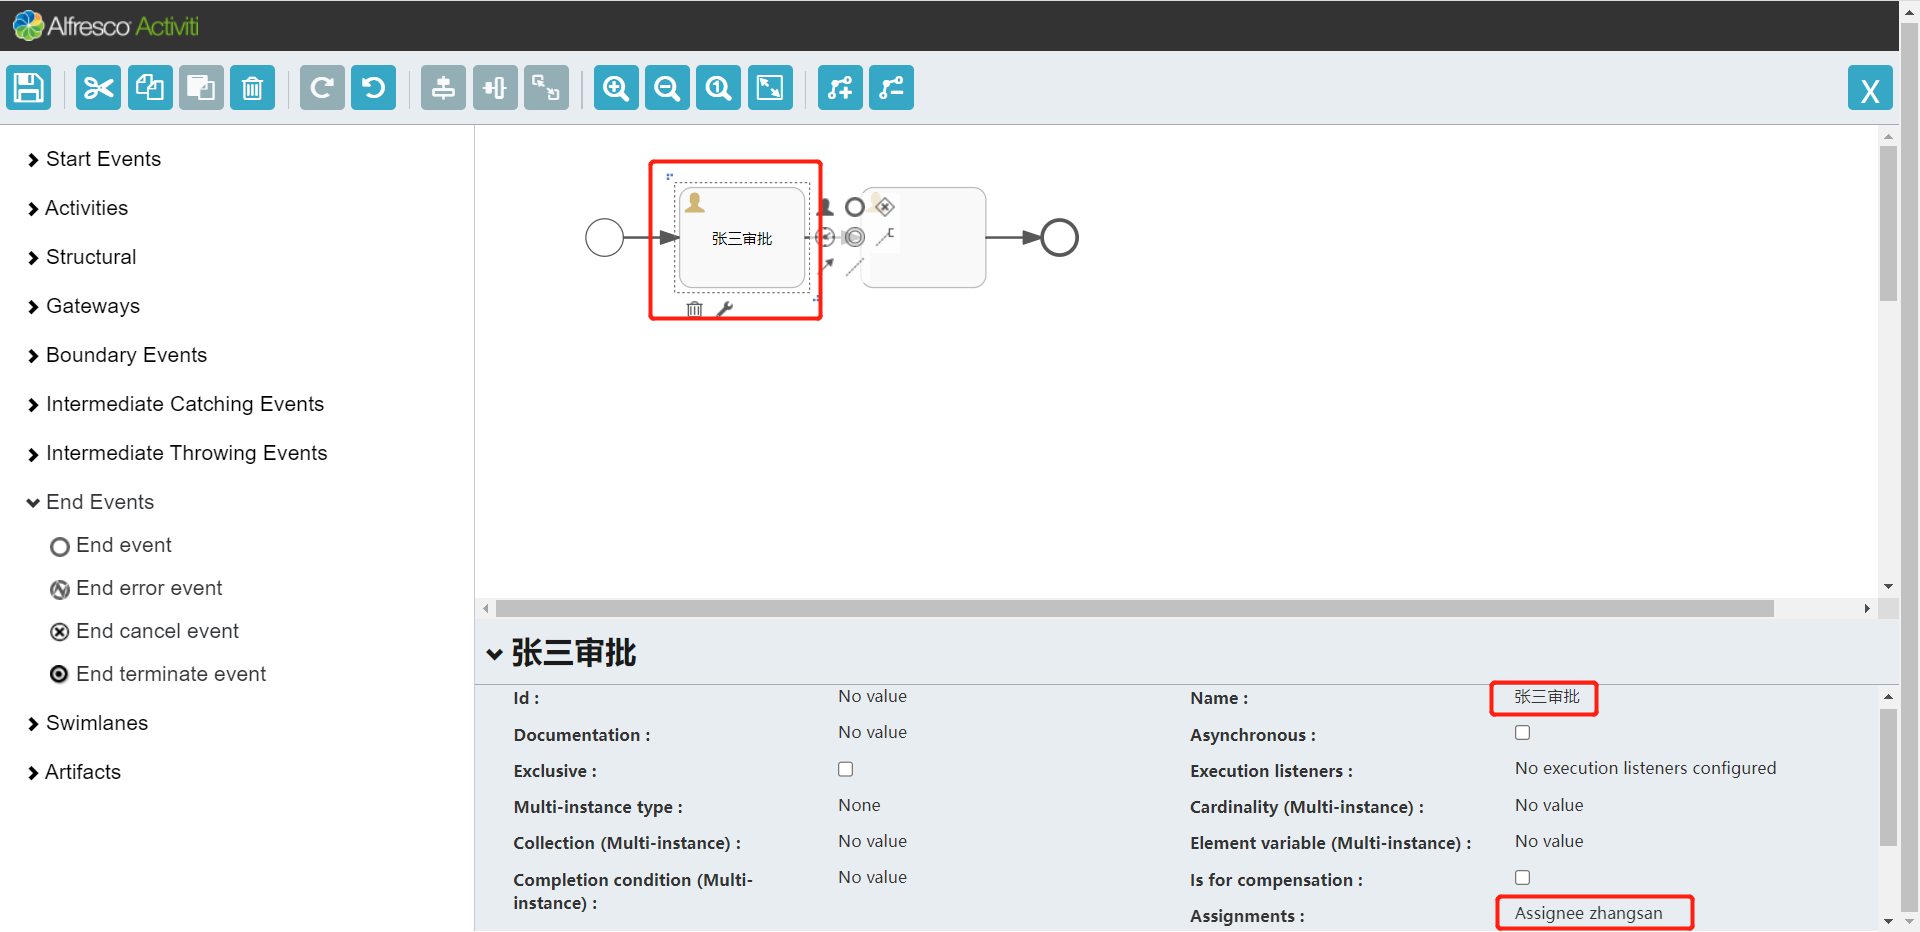 Alfresco Activiti
X
Start Events
Activities
Structural
Gateways
Boundary Events
Intermediate Catching Events
Intermediate Throwing Events
End Events
End event
End error event
End cancel event
End terminate event
Swimlanes
Artifacts
张三审批
张三审批
Id :
No value
Name :
张三审批
Documentation :
No value
Asynchronous :
Exclusive :
Execution listeners :
No execution listeners configured
Multi-instance type :
None
Cardinality (Multi-instance) :
No value
Collection (Multi-instance) :
No value
Element variable (Multi-instance) :
No value
Completion condition (Multi-
instance) :
No value
Is for compensation :
Assignments :
Assignee zhangsan